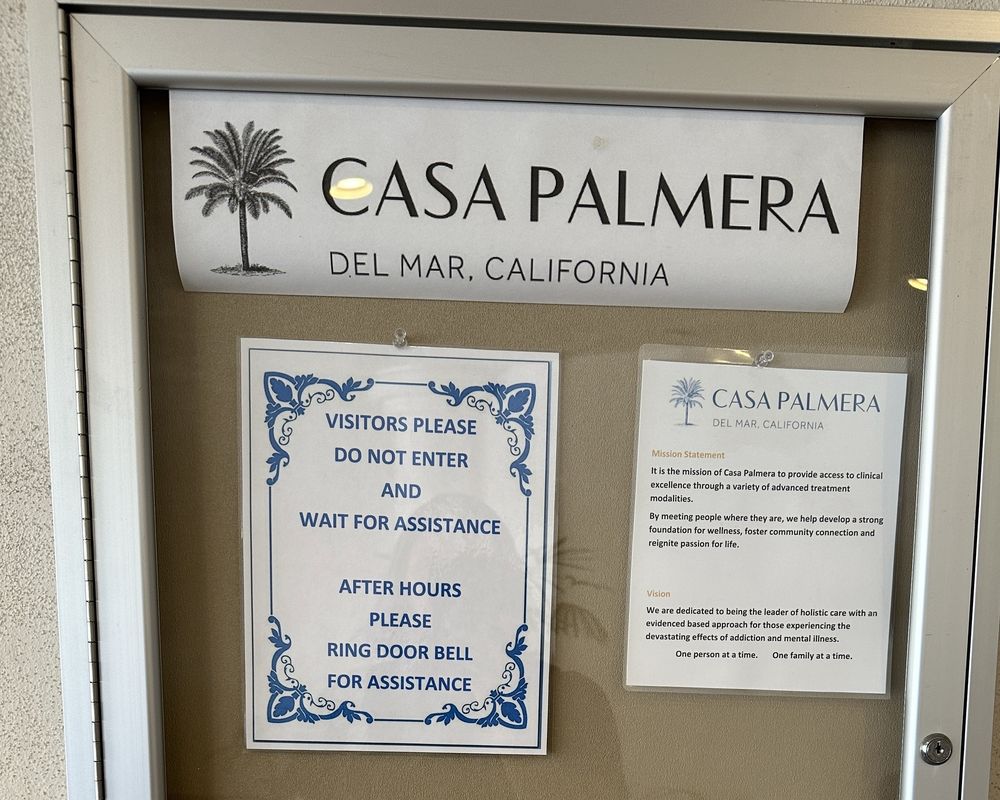 CASA PALMERA
DEL MAR, CALIFORNIA
VISITORS PLEASE
DO NOT ENTER
AND
WAIT FOR ASSISTANCE
AFTER HOURS
PLEASE
RING DOOR BELL
FOR ASSISTANCE
CASA PALMERA
DEL MAR, CALIFORNIA
Mission Statement
It is the mission of Casa Palmera to provide access to clinical
excellence through a variety of advanced treatment
modalities.
By meeting people where they are, we help develop a strong
foundation for wellness, foster community connection and
reignite passion for life.
Vision
We are dedicated to being the leader of holistic care with an
evidenced based approach for those experiencing the
devastating effects of addiction and mental illness.
One person at a time. One family at a time.